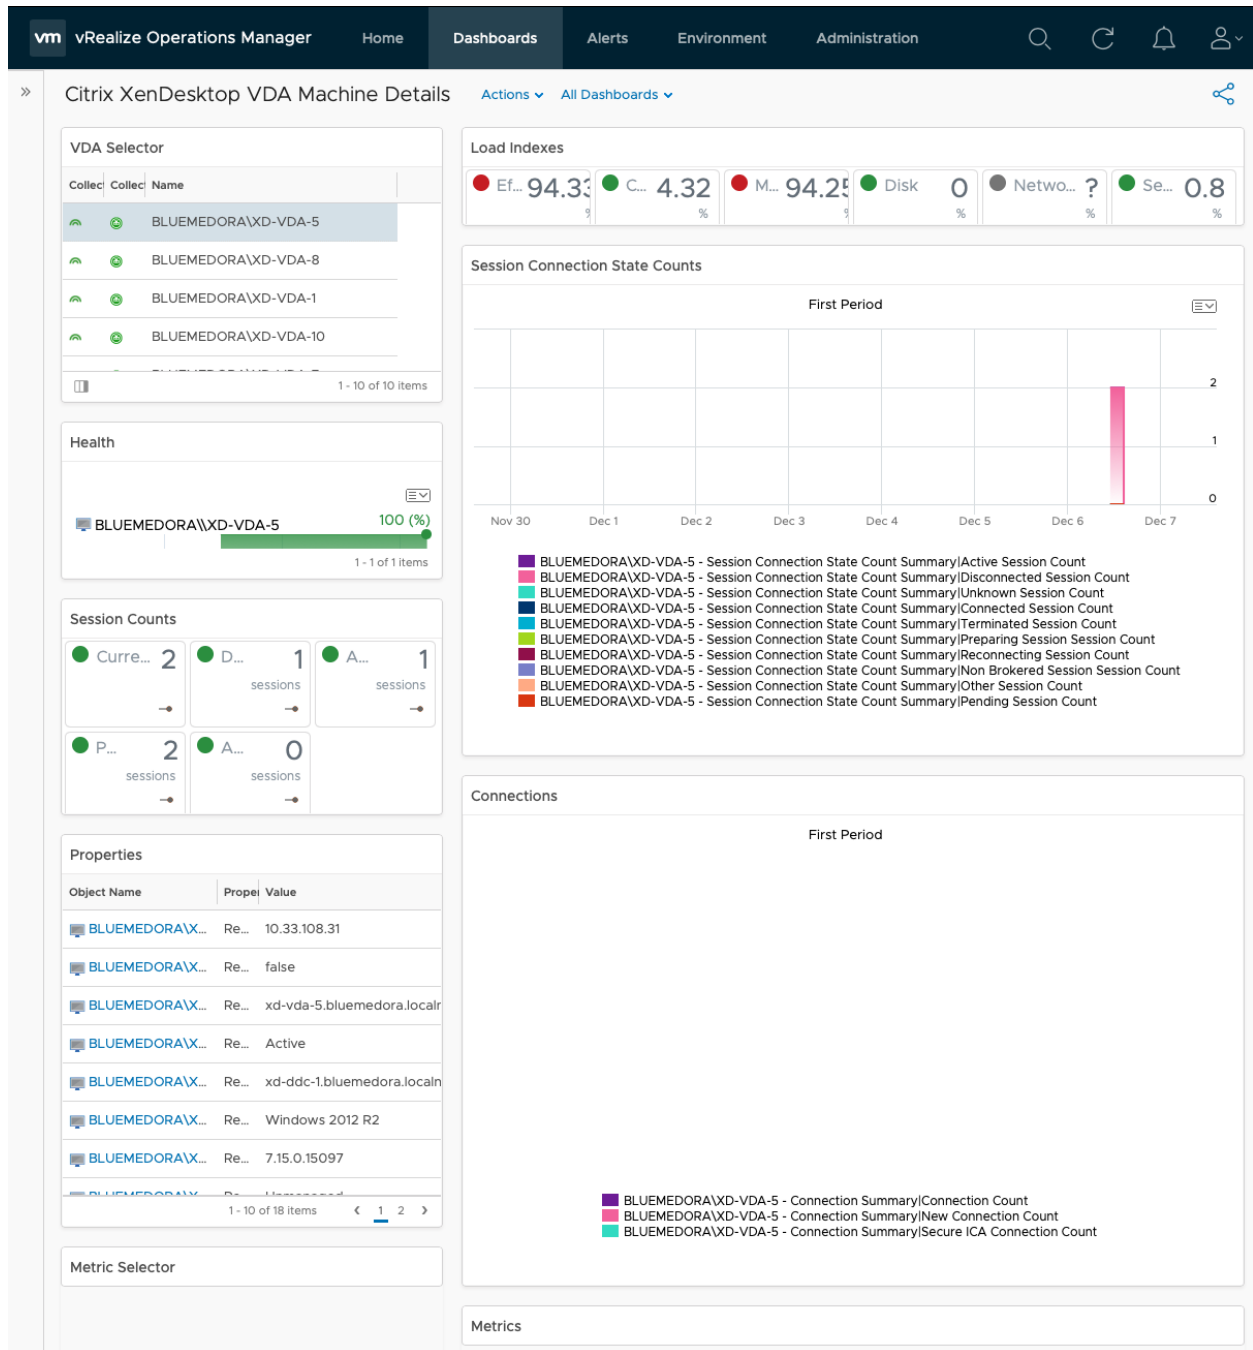 vm vRealize Operations Manager Home Dashboards Alerts Environment Administration
Citrix XenDesktop VDA Machine Details Actions All Dashboards
VDA Selector
Collec Collec Name
BLUEMEDORA\XD-VDA-5
BLUEMEDORA\XD-VDA-8
BLUEMEDORA\XD-VDA-1
BLUEMEDORA\XD-VDA-10
1 - 10 of 10 items
Health
BLUEMEDORA\\XD-VDA-5 100 (%)
1 - 1 of 1 items
Session Counts
Curre... 2
D... 1
sessions
A... 1
sessions
P... 2
sessions
A... 0
sessions
Properties
Object Name Prope Value
BLUEMEDORA\X... Re... 10.33.108.31
BLUEMEDORA\X... Re... false
BLUEMEDORA\X... Re... xd-vda-5.bluemedora.localn
BLUEMEDORA\X... Re... Active
BLUEMEDORA\X... Re... xd-ddc-1.bluemedora.localn
BLUEMEDORA\X... Re... Windows 2012 R2
BLUEMEDORA\X... Re... 7.15.0.15097
1 - 10 of 18 items 1 2
Metric Selector
Load Indexes
Ef... 94.33 %
C... 4.32 %
M... 94.25 %
Disk 0 %
Netwo... ? %
Se... 0.8 %
Session Connection State Counts
First Period
2
1
0
Nov 30 Dec 1 Dec 2 Dec 3 Dec 4 Dec 5 Dec 6 Dec 7
BLUEMEDORA\XD-VDA-5 - Session Connection State Count Summary|Active Session Count
BLUEMEDORA\XD-VDA-5 - Session Connection State Count Summary|Disconnected Session Count
BLUEMEDORA\XD-VDA-5 - Session Connection State Count Summary|Unknown Session Count
BLUEMEDORA\XD-VDA-5 - Session Connection State Count Summary|Connected Session Count
BLUEMEDORA\XD-VDA-5 - Session Connection State Count Summary|Terminated Session Count
BLUEMEDORA\XD-VDA-5 - Session Connection State Count Summary|Preparing Session Session Count
BLUEMEDORA\XD-VDA-5 - Session Connection State Count Summary|Reconnecting Session Count
BLUEMEDORA\XD-VDA-5 - Session Connection State Count Summary|Non Brokered Session Session Count
BLUEMEDORA\XD-VDA-5 - Session Connection State Count Summary|Other Session Count
BLUEMEDORA\XD-VDA-5 - Session Connection State Count Summary|Pending Session Count
Connections
First Period
BLUEMEDORA\XD-VDA-5 - Connection Summary|Connection Count
BLUEMEDORA\XD-VDA-5 - Connection Summary|New Connection Count
BLUEMEDORA\XD-VDA-5 - Connection Summary|Secure ICA Connection Count
Metrics